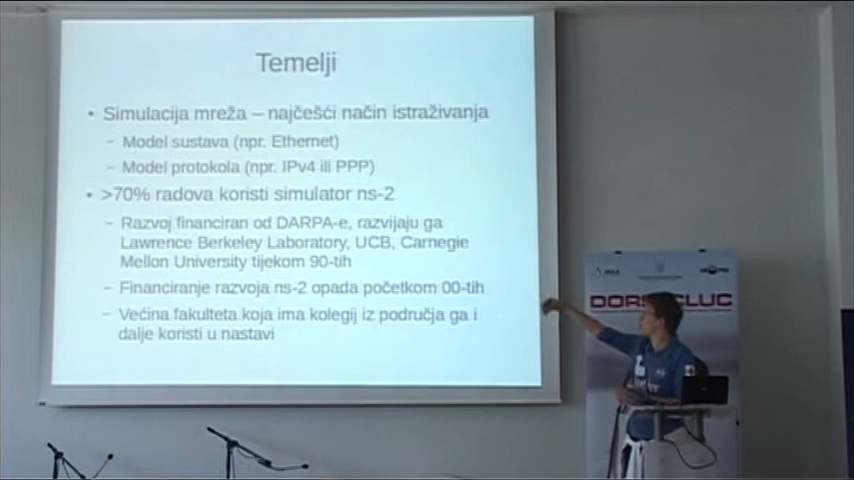 Temelji
• Simulacija mreža – najčešći način istraživanja
– Model sustava (npr. Ethernet)
– Model protokola (npr. IPv4 ili PPP)
• >70% radova koristi simulator ns-2
– Razvoj financiran od DARPA-e, razvijaju ga
Lawrence Berkeley Laboratory, UCB, Carnegie
Mellon University tijekom 90-tih
– Financiranje razvoja ns-2 opada početkom 00-tih
– Većina fakulteta koja ima kolegij iz područja ga i
dalje koristi u nastavi
CLUC